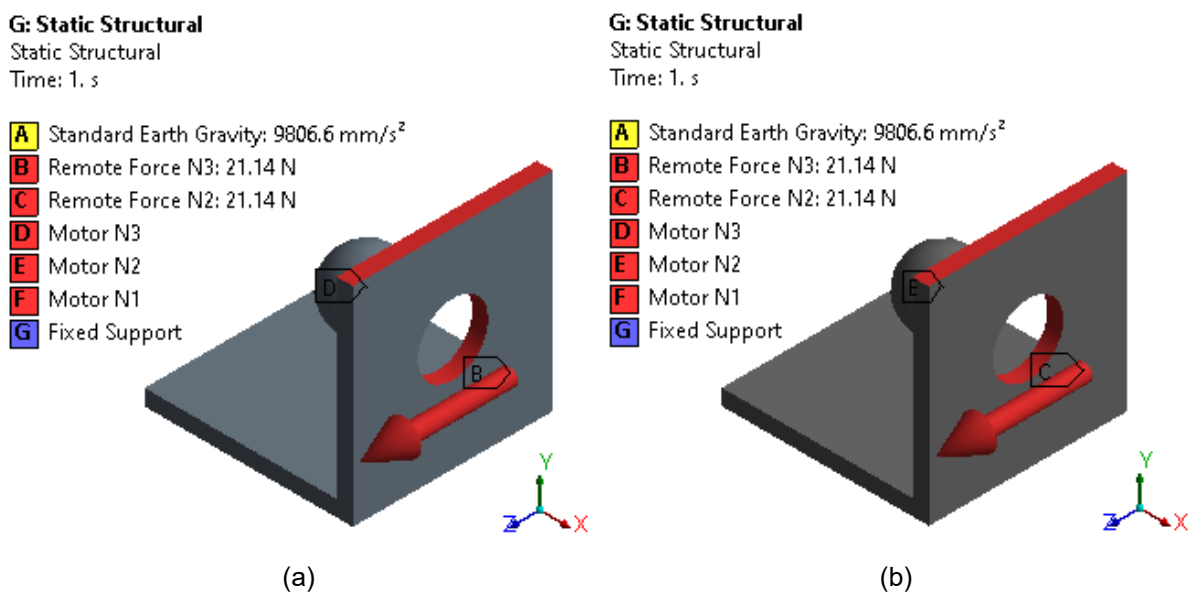 G: Static Structural
Static Structural
Time: 1. s
A Standard Earth Gravity: 9806.6 mm/s²
B Remote Force N3: 21.14 N
C Remote Force N2: 21.14 N
D Motor N3
E Motor N2
F Motor N1
G Fixed Support
D
B
Y
Z
X
(a)
G: Static Structural
Static Structural
Time: 1. s
A Standard Earth Gravity: 9806.6 mm/s²
B Remote Force N3: 21.14 N
C Remote Force N2: 21.14 N
D Motor N3
E Motor N2
F Motor N1
G Fixed Support
E
C
Y
Z
X
(b)